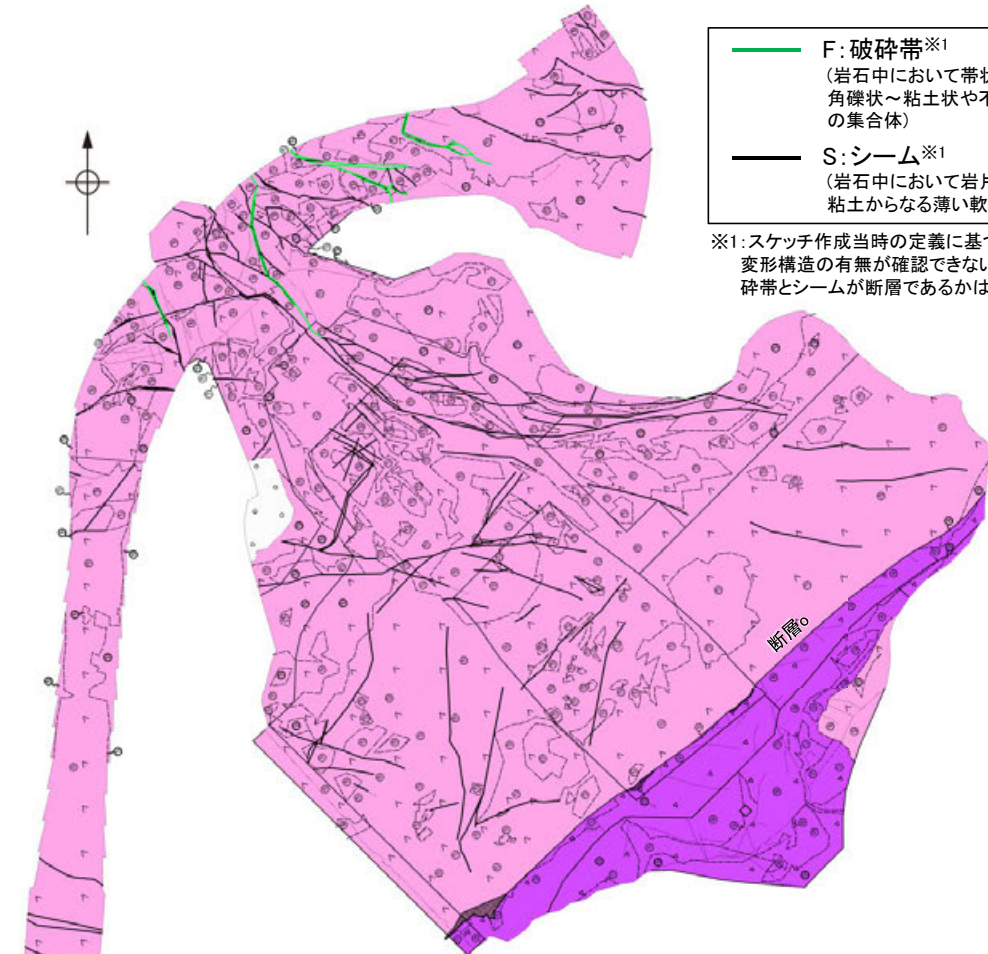 F:破砕帯※1
(岩石中において帯状
角礫状~粘土状や不
の集合体)
S:シーム※1
(岩石中において岩片
粘土からなる薄い軟
※1:スケッチ作成当時の定義に基づ
変形構造の有無が確認できない
砕帯とシームが断層であるかは
断層o